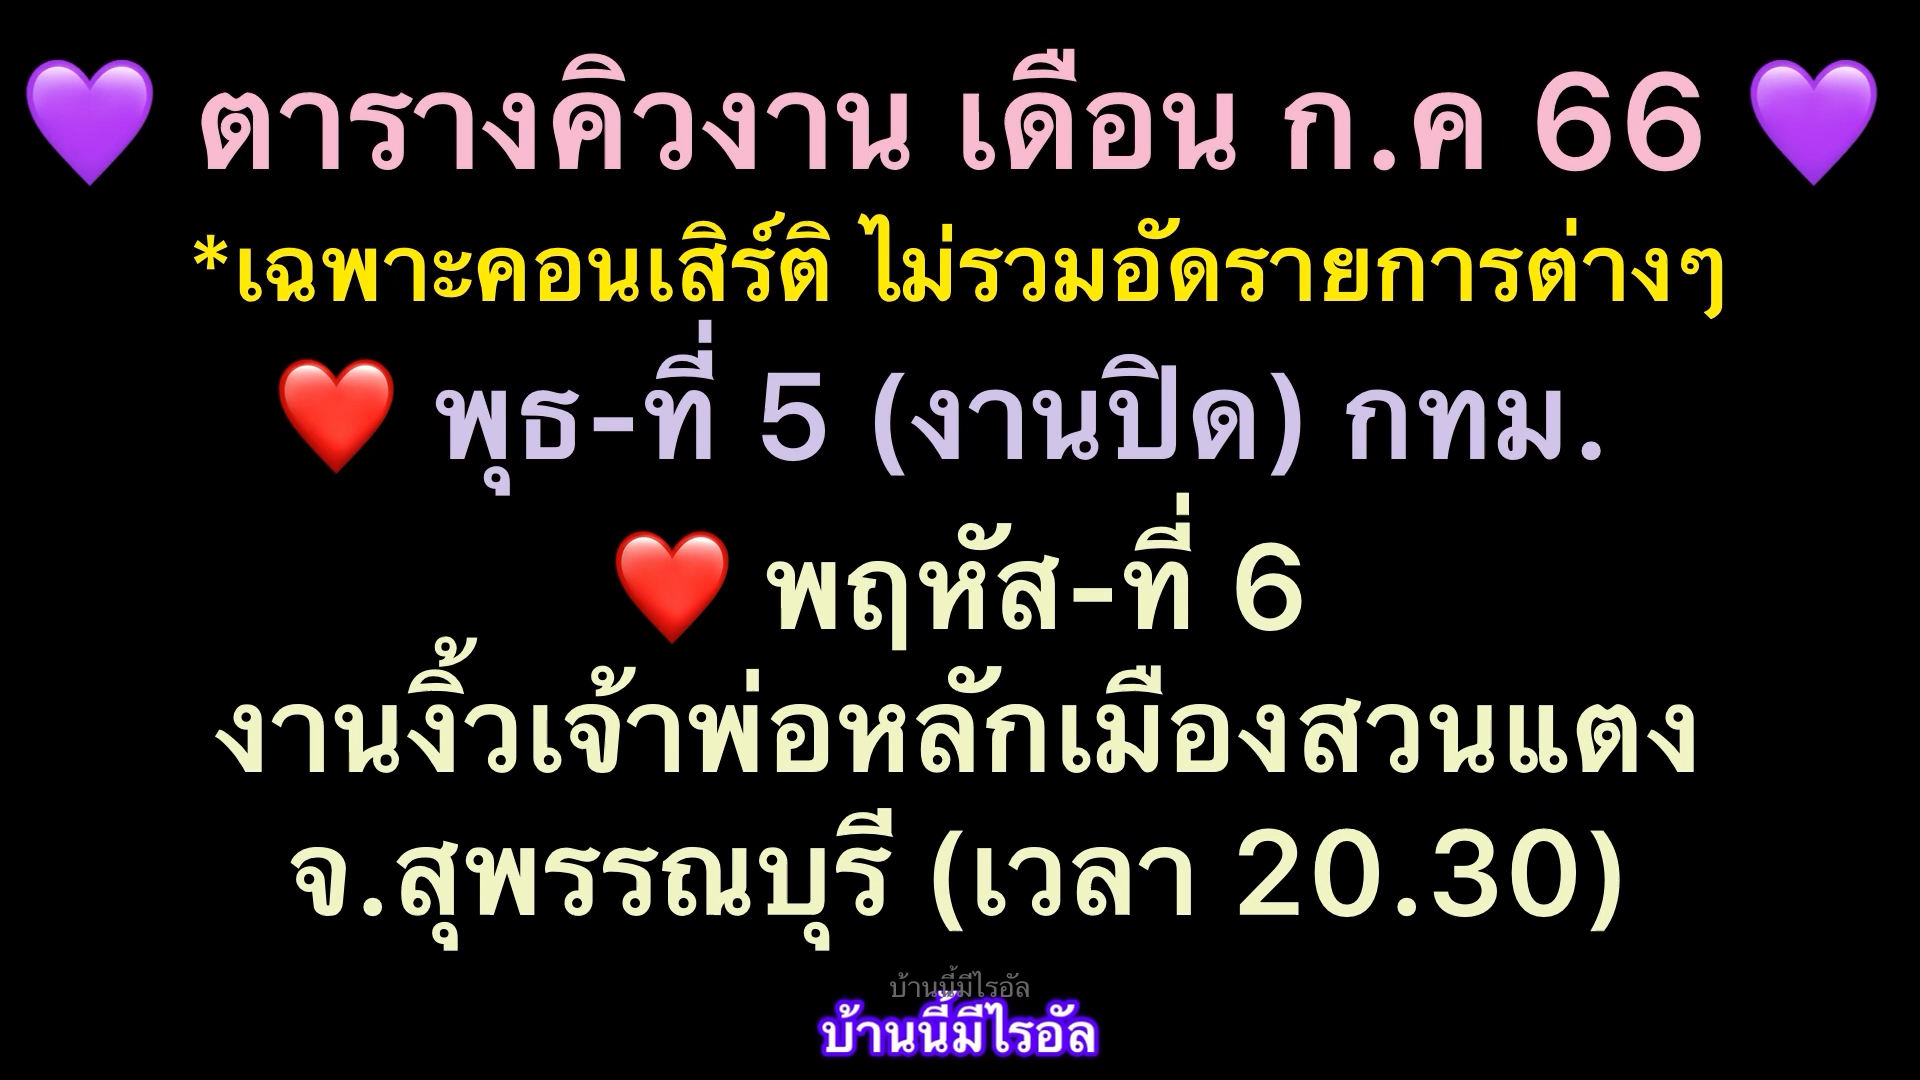 💜 ตารางคิวงาน เดือน ก.ค 66 💜
*เฉพาะคอนเสิร์ต ไม่รวมอัดรายการต่างๆ
❤️ พุธ-ที่ 5 (งานปิด) กทม.
❤️ พฤหัส-ที่ 6
งานงิ้วเจ้าพ่อหลักเมืองสวนแตง
จ.สุพรรณบุรี (เวลา 20.30)
บ้านนี้มีไรอัล
บ้านนี้มีไรอัล